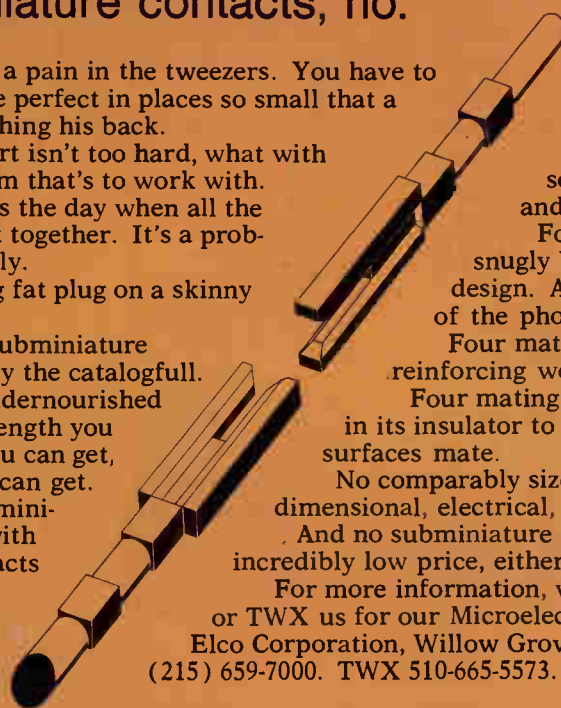 iature contacts, no.
a pain in the tweezers. You have to
e perfect in places so small that a
hing his back.
rt isn't too hard, what with
m that's to work with.
s the day when all the
t together. It's a prob-
ly.
g fat plug on a skinny
ubminiature
y the catalogfull.
dernourished
ength you
u can get,
can get.
mini-
ith
acts
se
and
Fo
snugly
design. A
of the pho
Four mat
reinforcing we
Four mating
in its insulator to
surfaces mate.
No comparably size
dimensional, electrical,
And no subminiature
incredibly low price, either
For more information, w
or TWX us for our Microelec
Elco Corporation, Willow Grov
(215) 659-7000. TWX 510-665-5573.